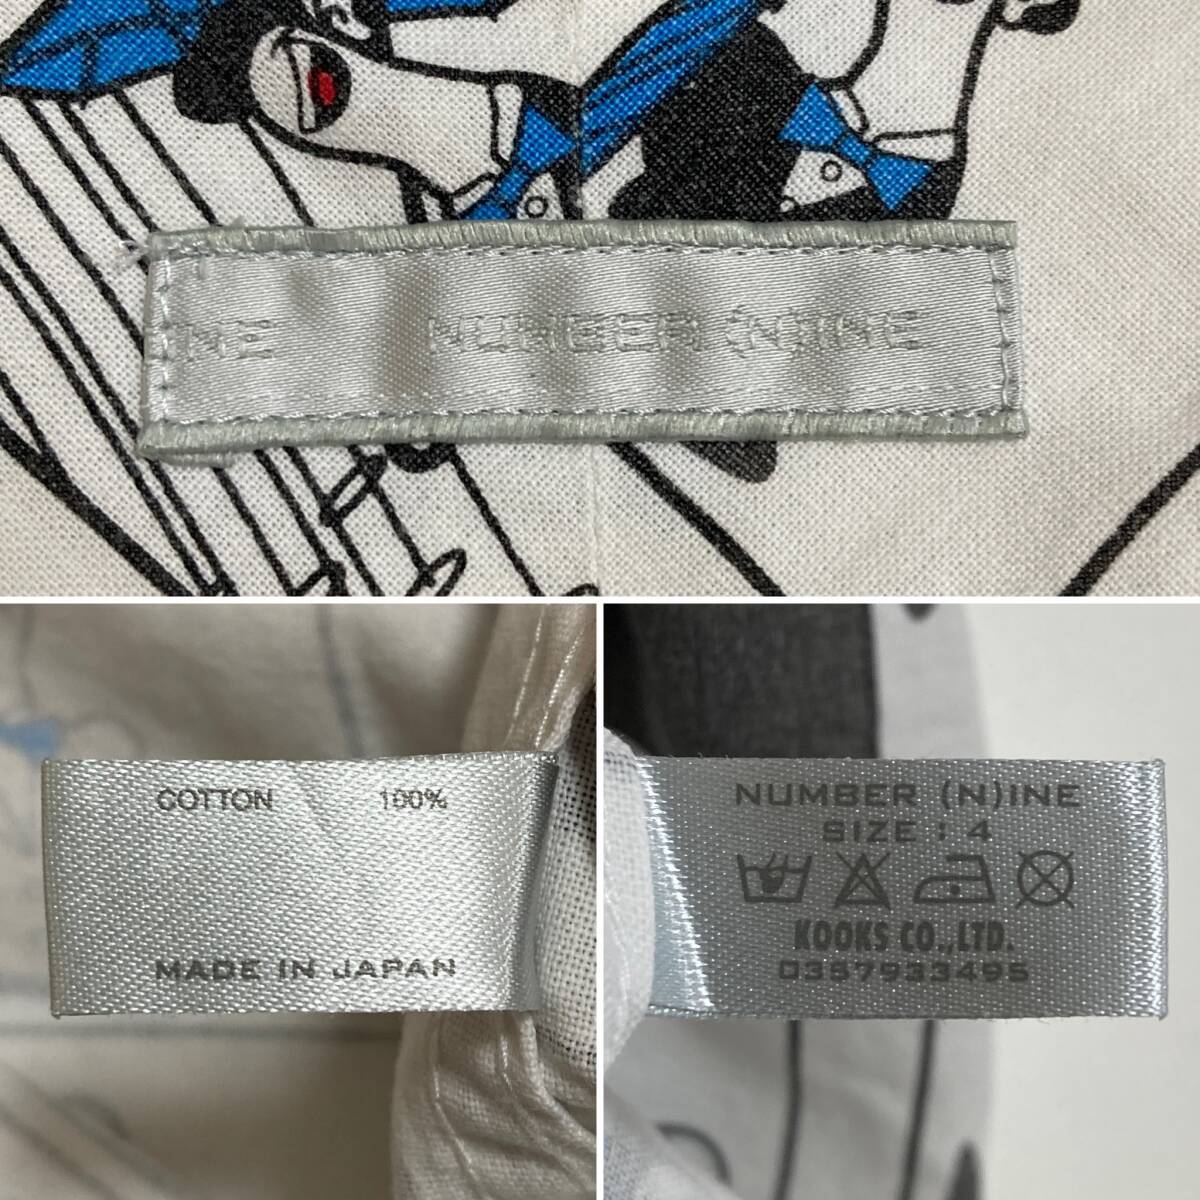 NE NUMBER (N)INE
COTTON 100%
MADE IN JAPAN
NUMBER (N)INE
SIZE : 4
KOOKS CO.,LTD.
0357933495